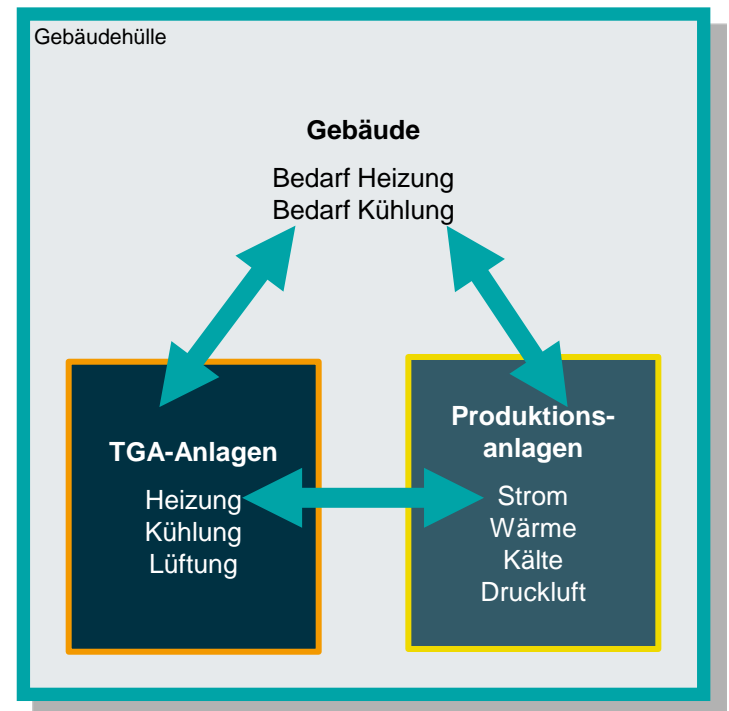 Gebäudehülle
Gebäude
Bedarf Heizung
Bedarf Kühlung
TGA-Anlagen
Heizung
Kühlung
Lüftung
Produktions-
anlagen
Strom
Wärme
Kälte
Druckluft